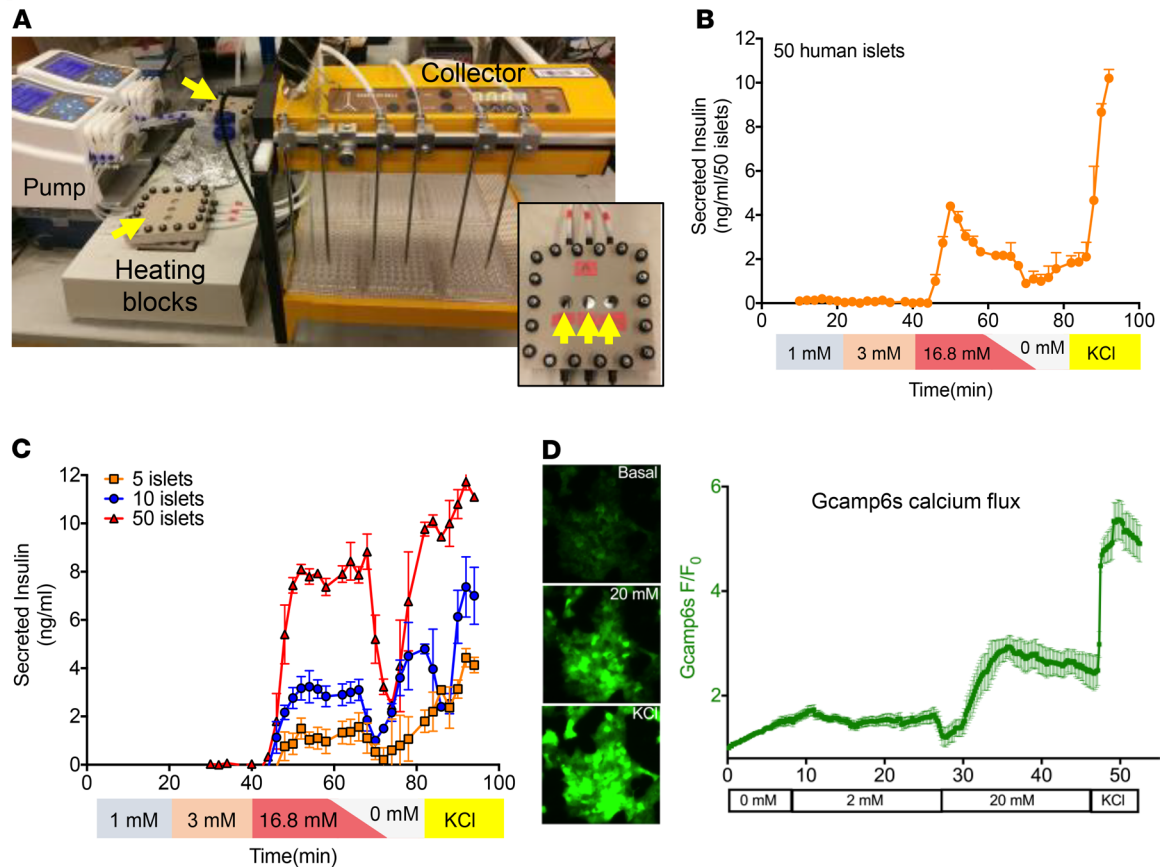 A
Pump
Heating
blocks
Collector
B
50 human islets
Secreted Insulin
(ng/ml/50 islets)
12
10
8
6
4
2
0
0 20 40 60 80 100
1 mM 3 mM 16.8 mM 0 mM KCl
Time(min)
C
5 islets
10 islets
50 islets
Secreted Insulin
(ng/ml)
12
10
8
6
4
2
0
0 20 40 60 80 100
1 mM 3 mM 16.8 mM 0 mM KCl
Time(min)
D
Basal
20 mM
KCl
Gcamp6s calcium flux
Gcamp6s F/F0
6
4
2
0 10 20 30 40 50
0 mM 2 mM 20 mM KCl